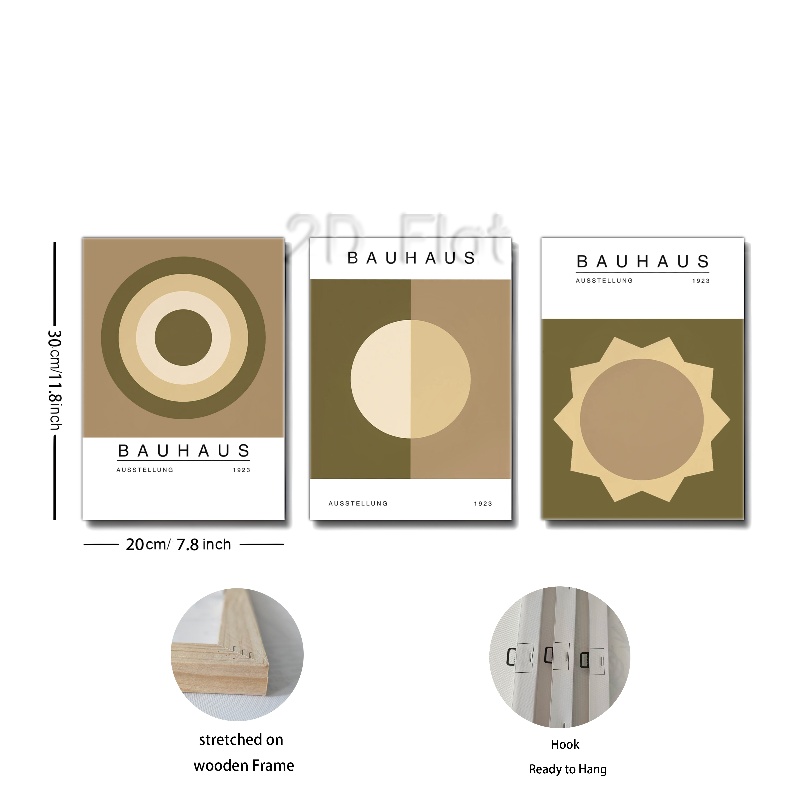 2D Flat
BAUHAUS
AUSSTELLUNG 1923
BAUHAUS
AUSSTELLUNG 1923
BAUHAUS
AUSSTELLUNG 1923
30cm/11.8inch
20cm/ 7.8 inch
stretched on
wooden Frame
Hook
Ready to Hang